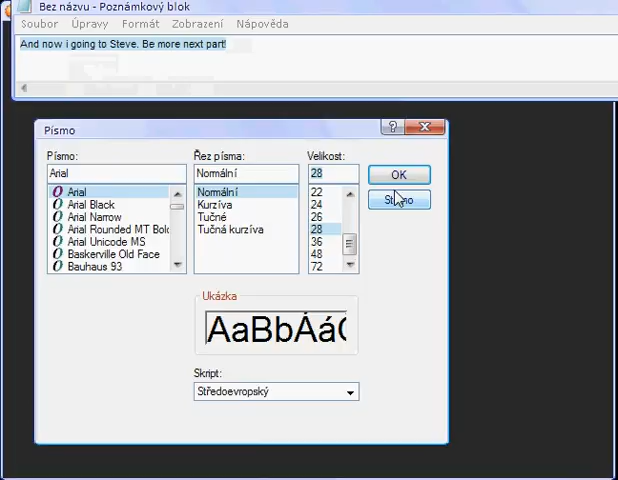 Bez názvu - Poznámkový blok
Soubor Úpravy Formát Zobrazení Nápověda
And now i going to Steve. Be more next part!
Písmo
Písmo: Řez písma: Velikost:
Arial Normální 28 OK
Arial Normální 22
Arial Black Kurzíva 24
Arial Narrow Tučné 26
Arial Rounded MT Bold Tučná kurzíva 28
Arial Unicode MS 36
Baskerville Old Face 48
Bauhaus 93 72
Ukázka
AaBbÁá
Skript:
Středoevropský